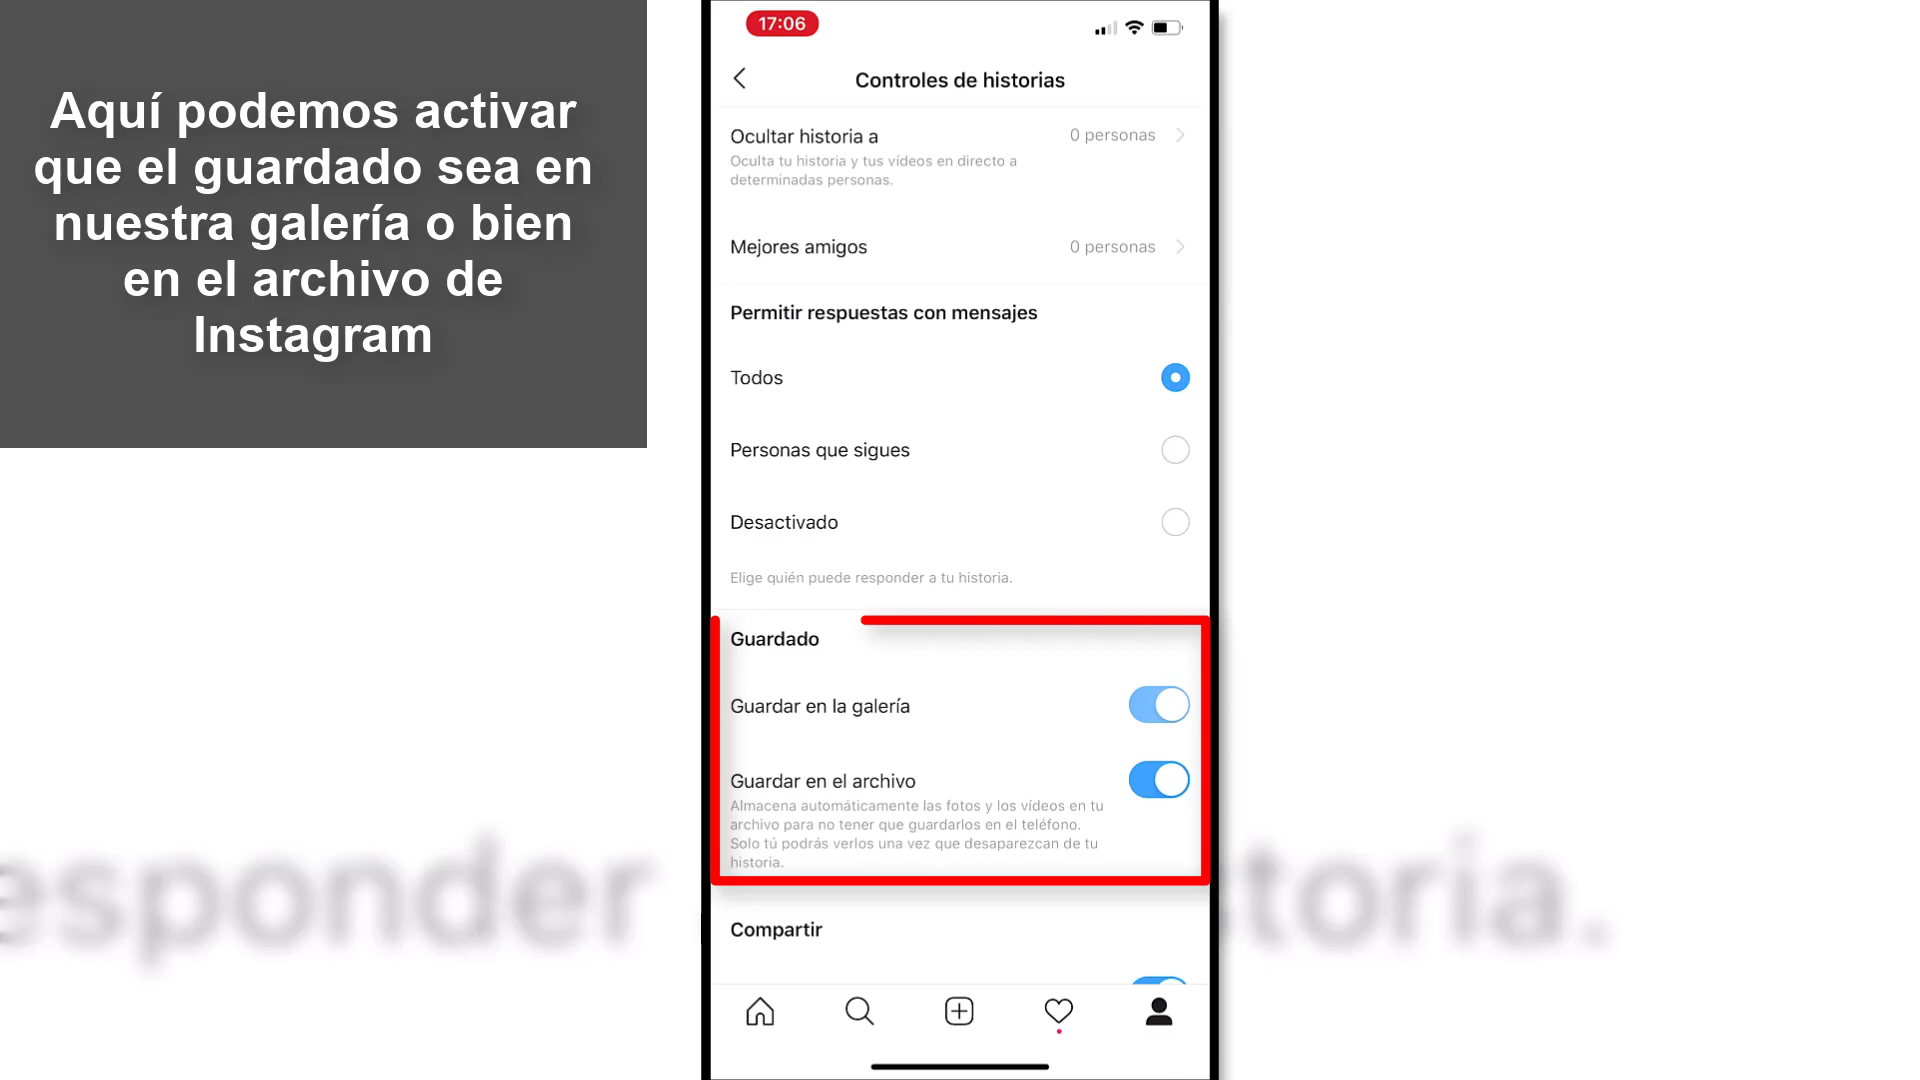 Aquí podemos activar
que el guardado sea en
nuestra galería o bien
en el archivo de
Instagram
17:06
Controles de historias
Ocultar historia a
0 personas
Oculta tu historia y tus vídeos en directo a
determinadas personas.
Mejores amigos
0 personas
Permitir respuestas con mensajes
Todos
Personas que sigues
Desactivado
Elige quién puede responder a tu historia.
Guardado
Guardar en la galería
Guardar en el archivo
Almacena automáticamente las fotos y los vídeos en tu
archivo para no tener que guardarlos en el teléfono.
Solo tú podrás verlos una vez que desaparezcan de tu
historia.
esponder storia.
Compartir